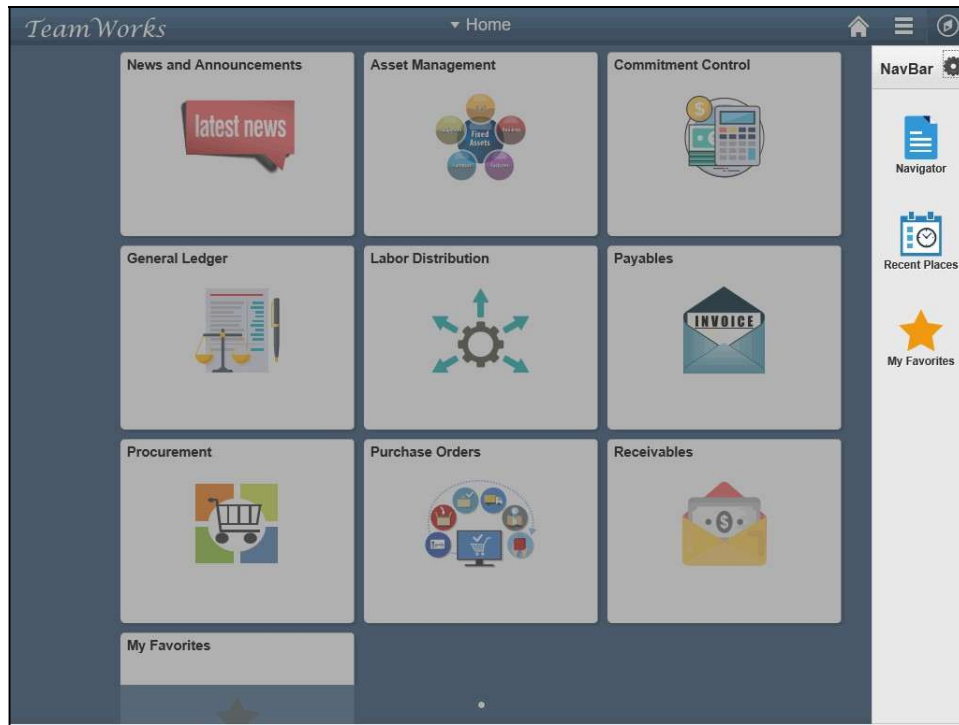 TeamWorks
Home
NavBar
News and Announcements
latest news
Asset Management
Fixed
Assets
Commitment Control
Navigator
Recent Places
General Ledger
Labor Distribution
Payables
INVOICE
My Favorites
Procurement
Purchase Orders
Receivables
My Favorites